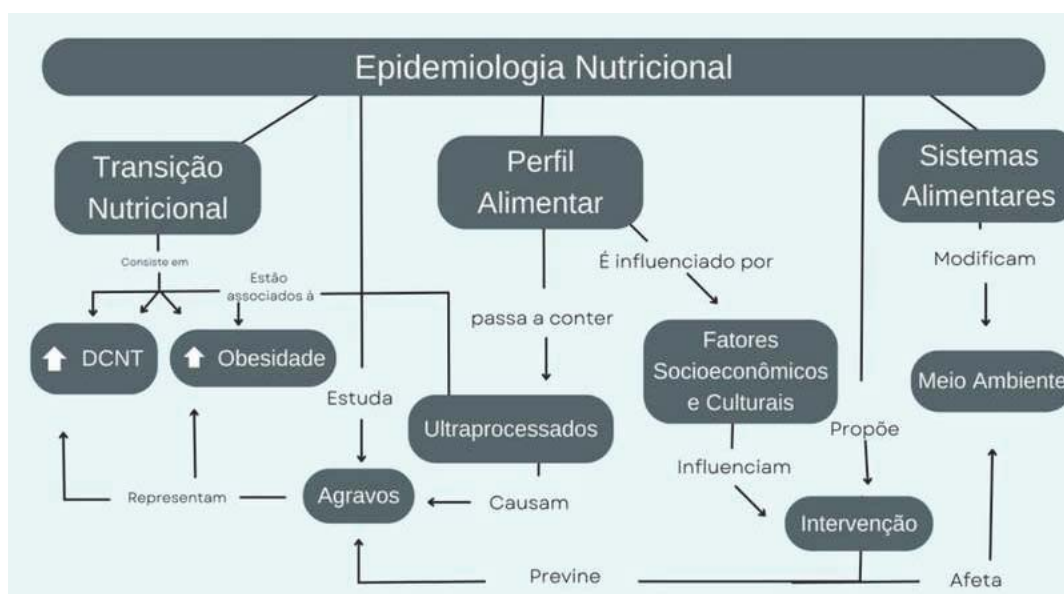 Epidemiologia Nutricional
Transição
Nutricional
Perfil
Alimentar
Sistemas
Alimentares
Consiste em
Estão
associados à
É influenciado por
Modificam
passa a conter
DCNT
Obesidade
Fatores
Socioeconômicos
e Culturais
Meio Ambiente
Estuda
Ultraprocessados
Propõe
Influenciam
Representam
Agravos
Causam
Intervenção
Previne
Afeta